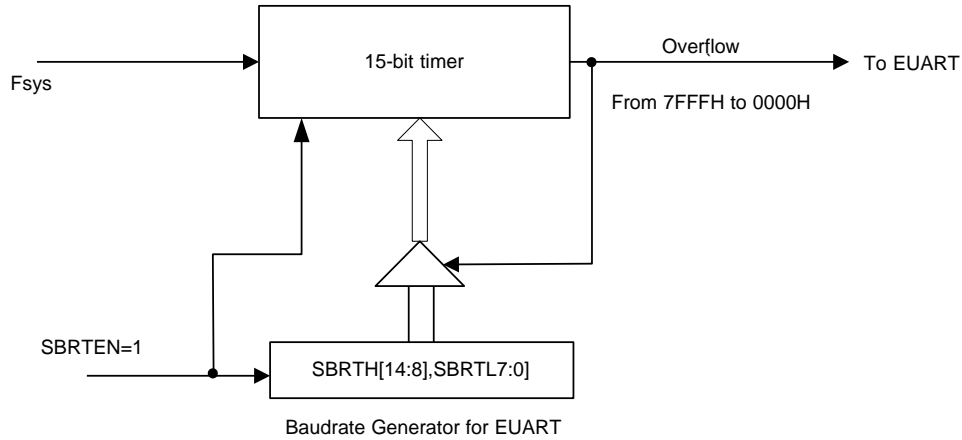 15-bit timer
Overflow
Fsys
To EUART
From 7FFFH to 0000H
SBRTEN=1
SBRTH[14:8],SBRTL7:0]
Baudrate Generator for EUART